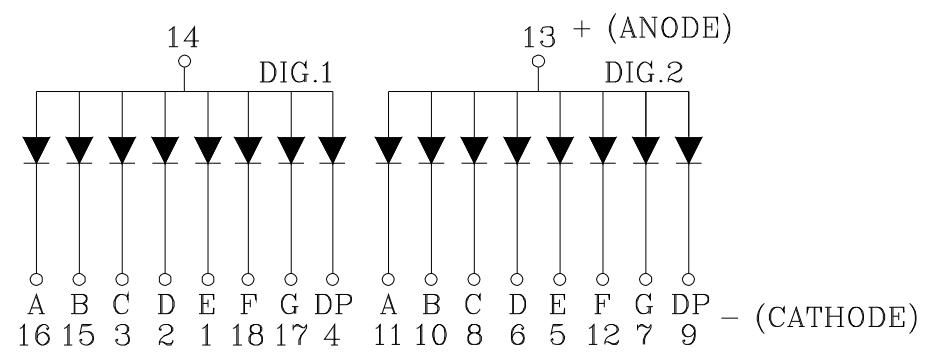 14
13 + (ANODE)
DIG.1
DIG.2
A B C D E F G DP A B C D E F G DP
16 15 3 2 1 18 17 4 11 10 8 6 5 12 7 9
– (CATHODE)